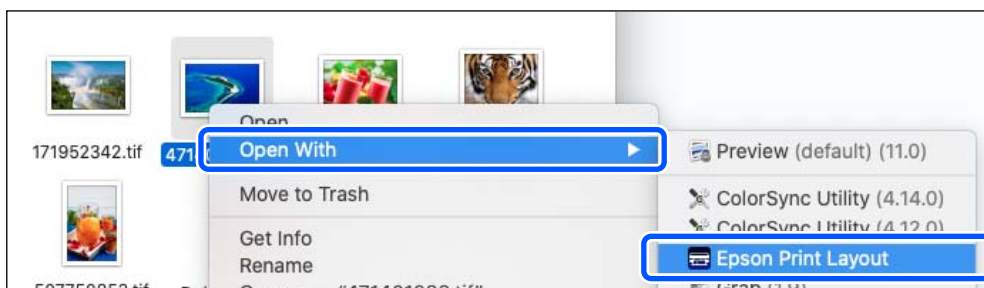 171952342.tif
471
Open
Open With
Move to Trash
Get Info
Rename
Preview (default) (11.0)
ColorSync Utility (4.14.0)
ColorSync Utility (4.12.0)
Epson Print Layout